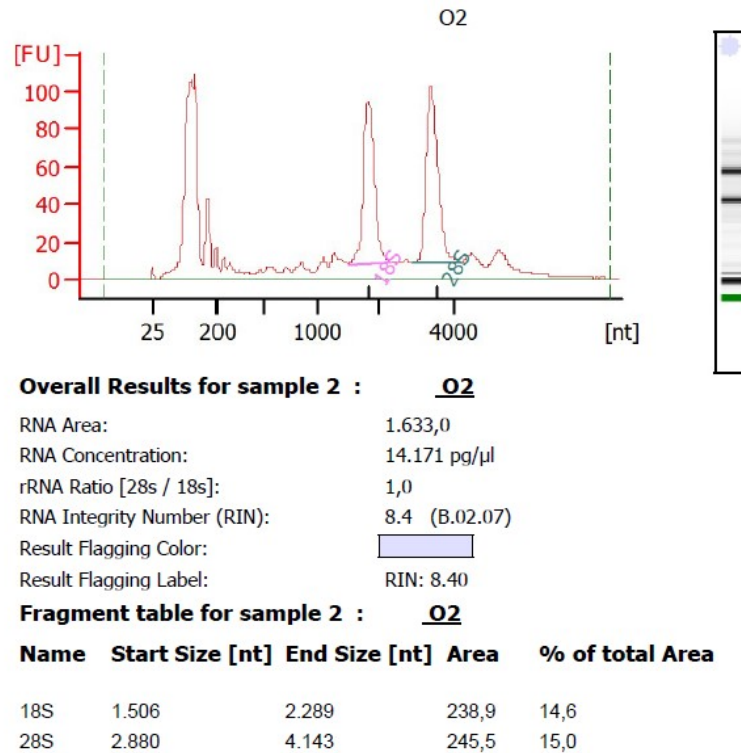 O2
[FU]
100
80
60
40
20
0
18S
28S
25 200 1000 4000 [nt]
Overall Results for sample 2 : O2
RNA Area: 1.633,0
RNA Concentration: 14.171 pg/µl
rRNA Ratio [28s / 18s]: 1,0
RNA Integrity Number (RIN): 8.4 (B.02.07)
Result Flagging Color:
Result Flagging Label: RIN: 8.40
Fragment table for sample 2 : O2
Name Start Size [nt] End Size [nt] Area % of total Area
18S 1.506 2.289 238,9 14,6
28S 2.880 4.143 245,5 15,0